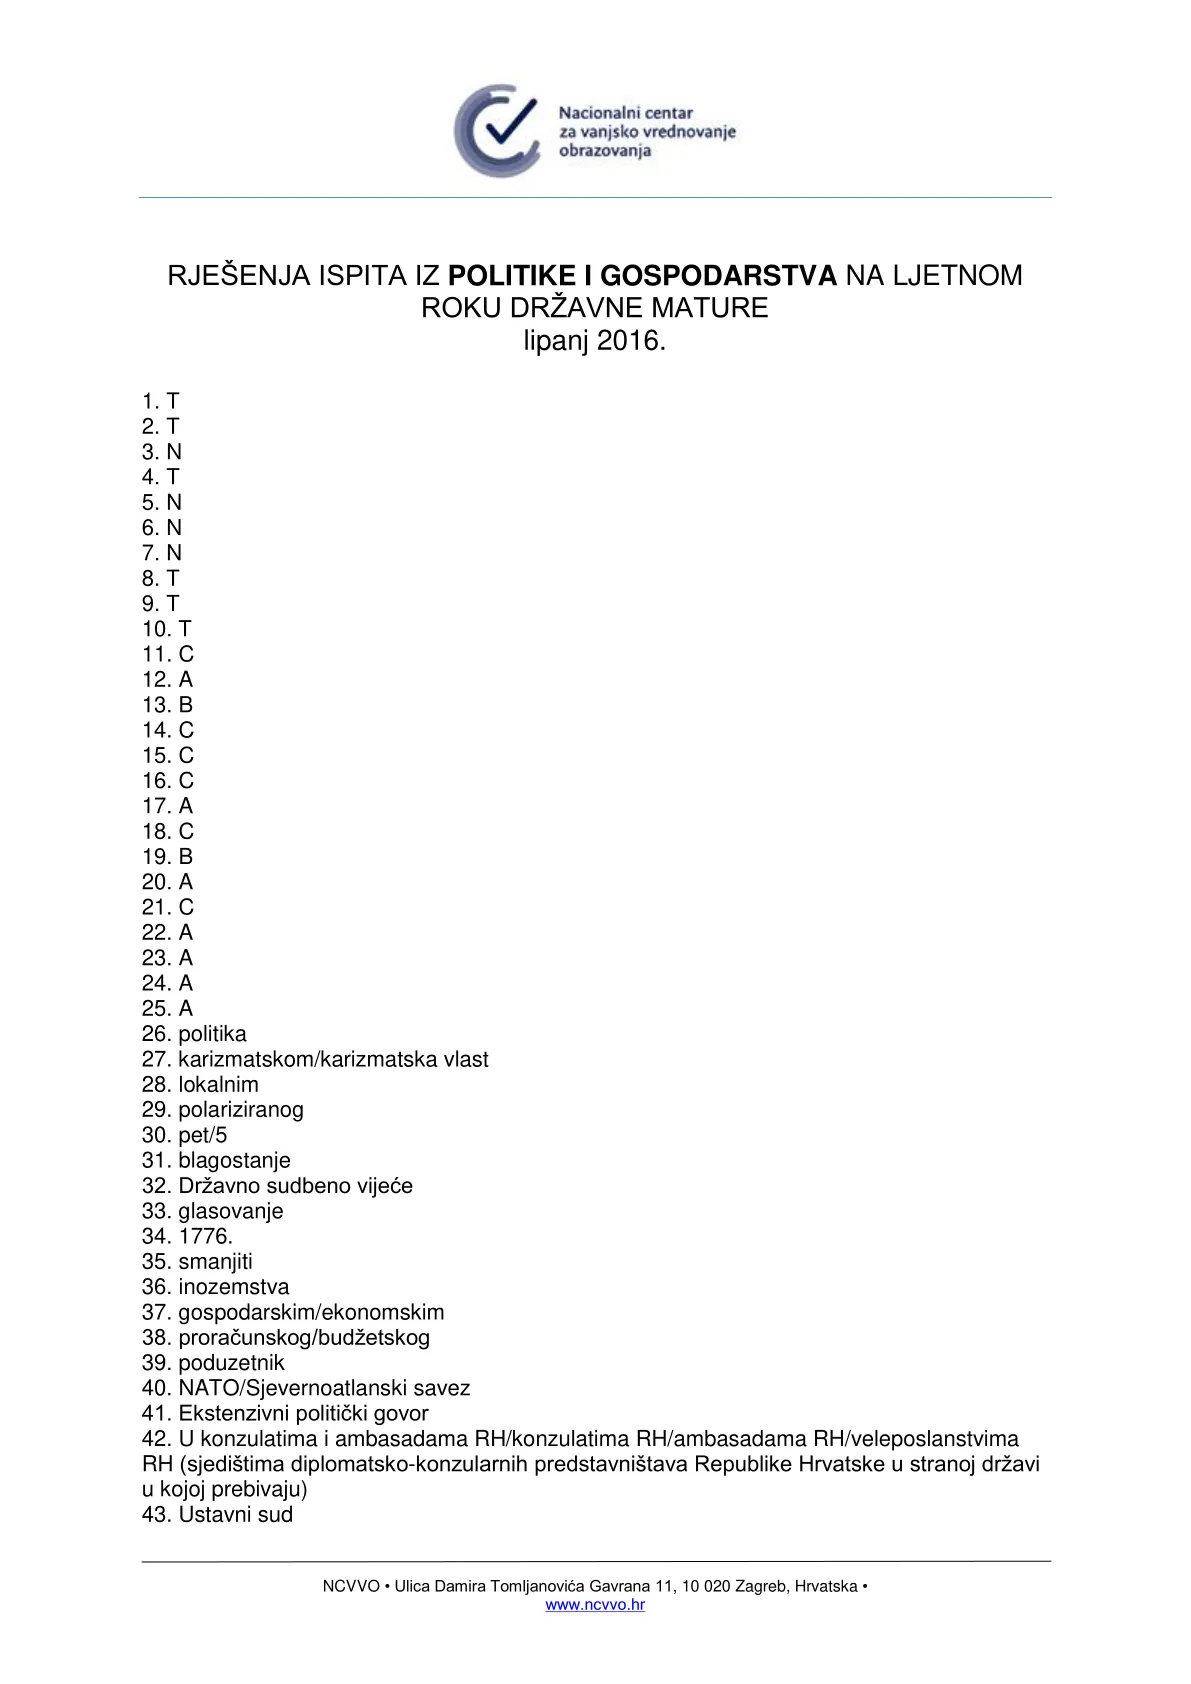 Nacionalni centar
za vanjsko vrednovanje
obrazovanja
RJEŠENJA ISPITA IZ POLITIKE I GOSPODARSTVA NA LJETNOM
ROKU DRŽAVNE MATURE
lipanj 2016.
1. T
2. T
3. N
4. T
5. N
6. N
7. N
8. T
9. T
10. T
11. C
12. A
13. B
14. C
15. C
16. C
17. A
18. C
19. B
20. A
21. C
22. A
23. A
24. A
25. A
26. politika
27. karizmatskom/karizmatska vlast
28. lokalnim
29. polariziranog
30. pet/5
31. blagostanje
32. Državno sudbeno vijeće
33. glasovanje
34. 1776.
35. smanjiti
36. inozemstva
37. gospodarskim/ekonomskim
38. proračunskog/budžetskog
39. poduzetnik
40. NATO/Sjevernoatlanski savez
41. Ekstenzivni politički govor
42. U konzulatima i ambasadama RH/konzulatima RH/ambasadama RH/veleposlanstvima
RH (sjedištima diplomatsko-konzularnih predstavništava Republike Hrvatske u stranoj državi
u kojoj prebivaju)
43. Ustavni sud
NCVVO • Ulica Damira Tomljanovića Gavrana 11, 10 020 Zagreb, Hrvatska •
www.ncvvo.hr